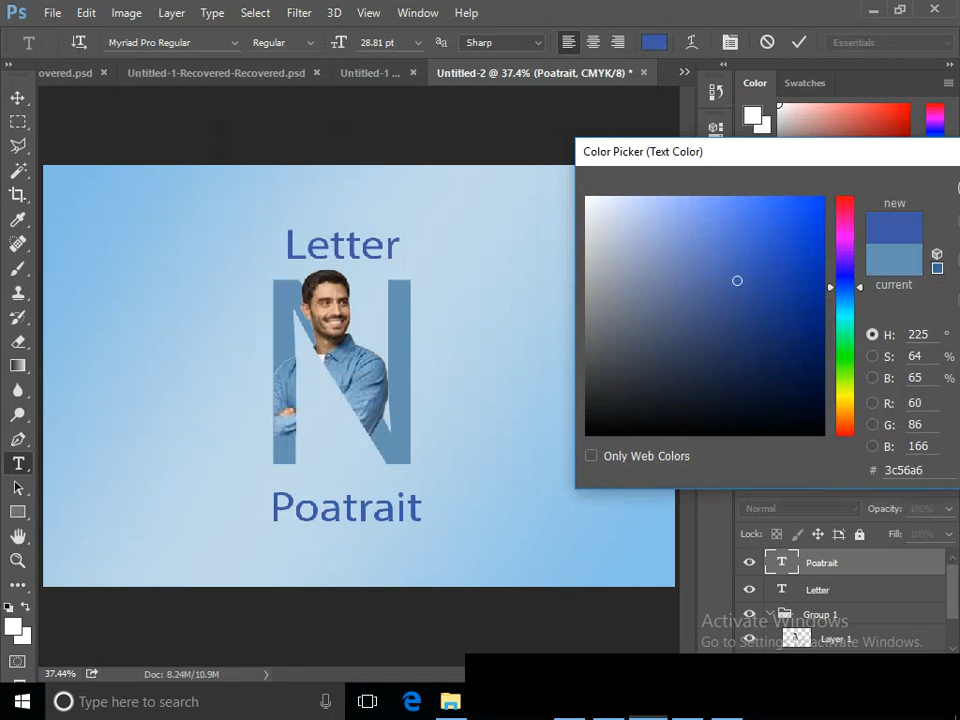 Ps File Edit Image Layer Type Select Filter 3D View Window Help
T Myriad Pro Regular Regular 28.81 pt Sharp Essentials
overed.psd × Untitled-1-Recovered-Recovered.psd × Untitled-1 ... × Untitled-2 @ 37.4% (Poatrait, CMYK/8) * ×
Color Swatches
Color Picker (Text Color)
new
current
H: 225 °
S: 64 %
B: 65 %
R: 60
G: 86
B: 166
# 3c56a6
Only Web Colors
Letter
N
Poatrait
Normal Opacity: 100%
Lock: Fill: 100%
T Poatrait
T Letter
Group 1
Layer 1
Activate Windows
Go to Settings to activate Windows.
37.44% Doc: 8.24M/10.9M
Type here to search